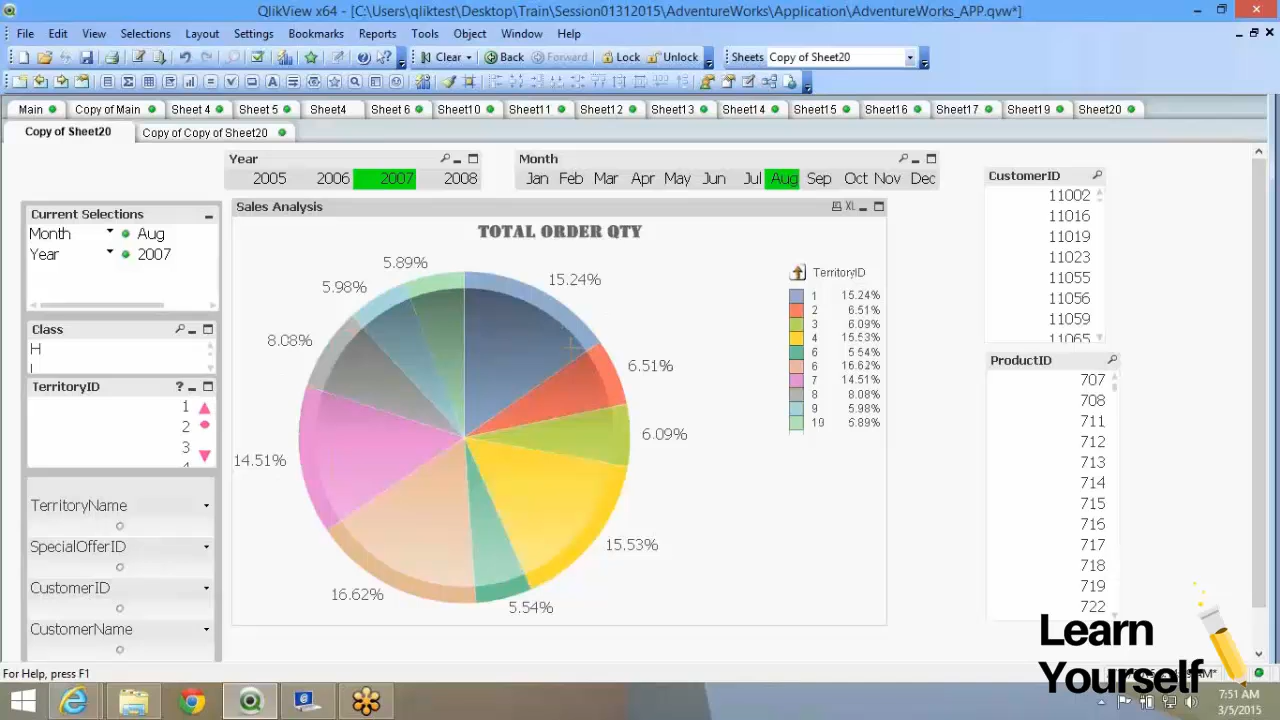 QlikView x64 - [C:\Users\qliktest\Desktop\Train\Session01312015\AdventureWorks\Application\AdventureWorks_APP.qvw*]
File Edit View Selections Layout Settings Bookmarks Reports Tools Object Window Help
Clear Back Forward Lock Unlock Sheets Copy of Sheet20
Main Copy of Main Sheet 4 Sheet 5 Sheet4 Sheet 6 Sheet10 Sheet11 Sheet12 Sheet13 Sheet14 Sheet15 Sheet16 Sheet17 Sheet19 Sheet20
Copy of Sheet20 Copy of Copy of Sheet20
Year
2005 2006 2007 2008
Month
Jan Feb Mar Apr May Jun Jul Aug Sep Oct Nov Dec
Current Selections
Month Aug
Year 2007
Class
H
TerritoryID
1
2
3
TerritoryName
SpecialOfferID
CustomerID
CustomerName
Sales Analysis XL
TOTAL ORDER QTY
5.89%
15.24%
5.98%
8.08%
6.51%
6.09%
14.51%
15.53%
16.62%
5.54%
TerritoryID
1 15.24%
2 6.51%
3 6.09%
4 15.53%
6 5.54%
6 16.62%
7 14.51%
8 8.08%
9 5.98%
10 5.89%
CustomerID
11002
11016
11019
11023
11055
11056
11059
11065
ProductID
707
708
711
712
713
714
715
716
717
718
719
722
Learn
Yourself
For Help, press F1
7:51 AM
3/5/2015